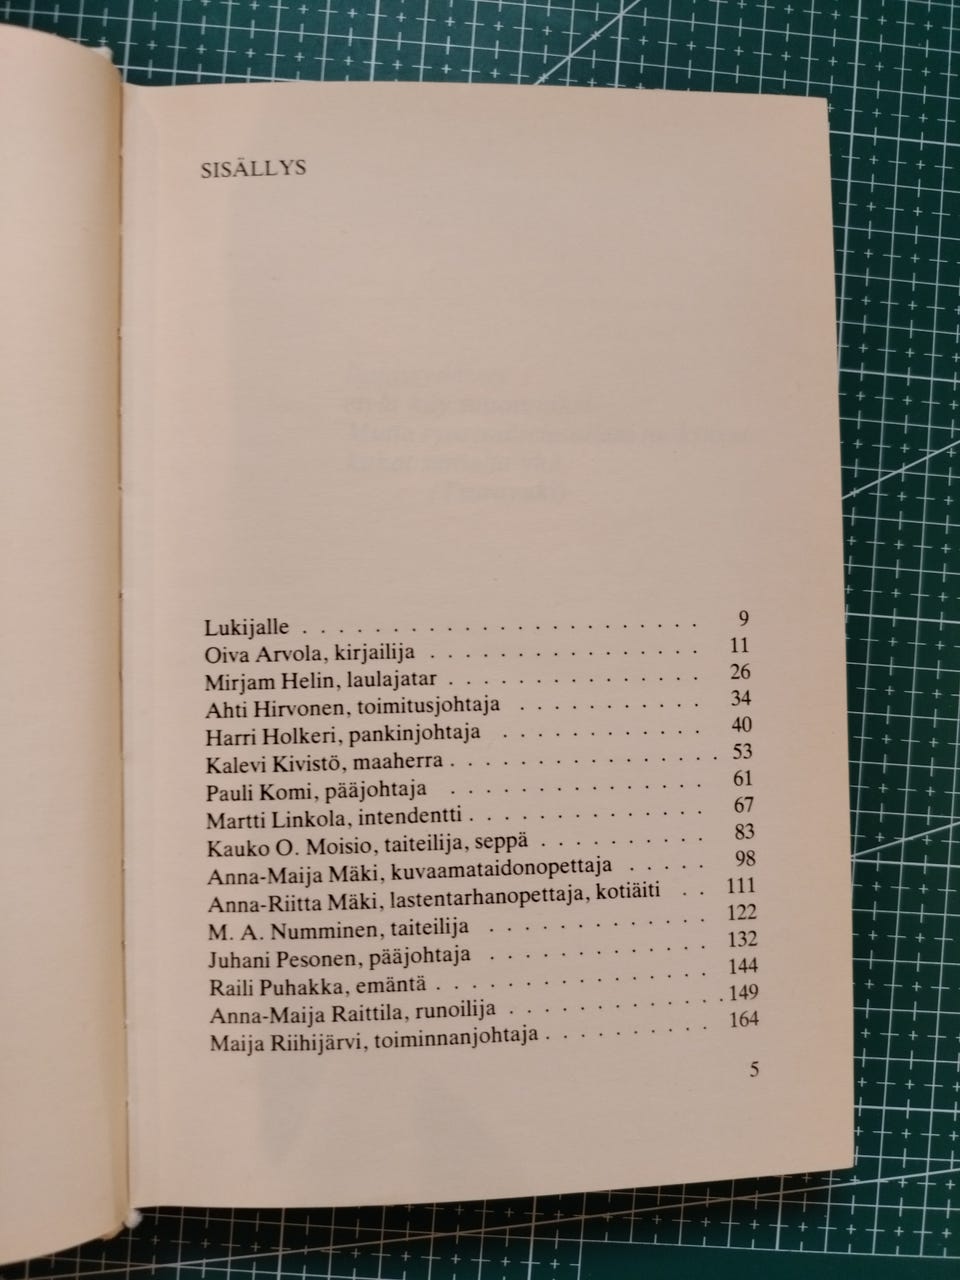 SISÄLLYS
Lukijalle . . . . . . . . . . . . . . . . . . . . . . . 9
Oiva Arvola, kirjailija . . . . . . . . . . . . . . . . 11
Mirjam Helin, laulajatar . . . . . . . . . . . . . . . 26
Ahti Hirvonen, toimitusjohtaja . . . . . . . . . . . 34
Harri Holkeri, pankinjohtaja . . . . . . . . . . . . 40
Kalevi Kivistö, maaherra . . . . . . . . . . . . . . . . 53
Pauli Komi, pääjohtaja . . . . . . . . . . . . . . . 61
Martti Linkola, intendentti . . . . . . . . . . . . . . 67
Kauko O. Moisio, taiteilija, seppä . . . . . . . . . . 83
Anna-Maija Mäki, kuvaamataidonopettaja . . . . . 98
Anna-Riitta Mäki, lastentarhanopettaja, kotiäiti . . 111
M. A. Numminen, taiteilija . . . . . . . . . . . . . 122
Juhani Pesonen, pääjohtaja . . . . . . . . . . . . . 132
Raili Puhakka, emäntä . . . . . . . . . . . . . . . . 144
Anna-Maija Raittila, runoilija . . . . . . . . . . . . . 149
Maija Riihijärvi, toiminnanjohtaja . . . . . . . . . . 164
5